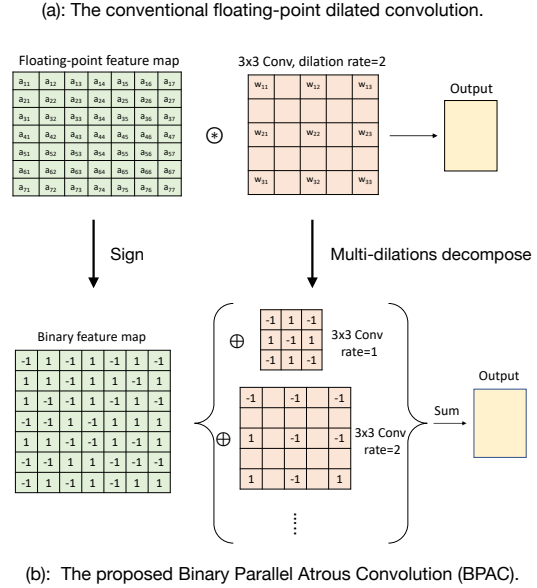 (a): The conventional floating-point dilated convolution.
Floating-point feature map
3x3 Conv, dilation rate=2
Output
a₁₁ a₁₂ a₁₃ a₁₄ a₁₅ a₁₆ a₁₇
a₂₁ a₂₂ a₂₃ a₂₄ a₂₅ a₂₆ a₂₇
a₃₁ a₃₂ a₃₃ a₃₄ a₃₅ a₃₆ a₃₇
a₄₁ a₄₂ a₄₃ a₄₄ a₄₅ a₄₆ a₄₇
a₅₁ a₅₂ a₅₃ a₅₄ a₅₅ a₅₆ a₅₇
a₆₁ a₆₂ a₆₃ a₆₄ a₆₅ a₆₆ a₆₇
a₇₁ a₇₂ a₇₃ a₇₄ a₇₅ a₇₆ a₇₇
w₁₁ w₁₂ w₁₃
w₂₁ w₂₂ w₂₃
w₃₁ w₃₂ w₃₃
Sign
Multi-dilations decompose
Binary feature map
-1 1 -1 1 1 -1 -1
1 1 -1 1 1 -1 1
-1 1 -1 -1 1 -1 1
-1 1 -1 -1 -1 1 1
1 1 -1 1 1 -1 1
-1 -1 1 1 -1 1 -1
-1 1 -1 1 1 -1 1
-1 1 -1
1 -1 1
-1 1 -1
3x3 Conv
rate=1
-1 -1 -1
1 -1 -1
1 -1 1
3x3 Conv
rate=2
Sum
Output
(b): The proposed Binary Parallel Atrous Convolution (BPAC).